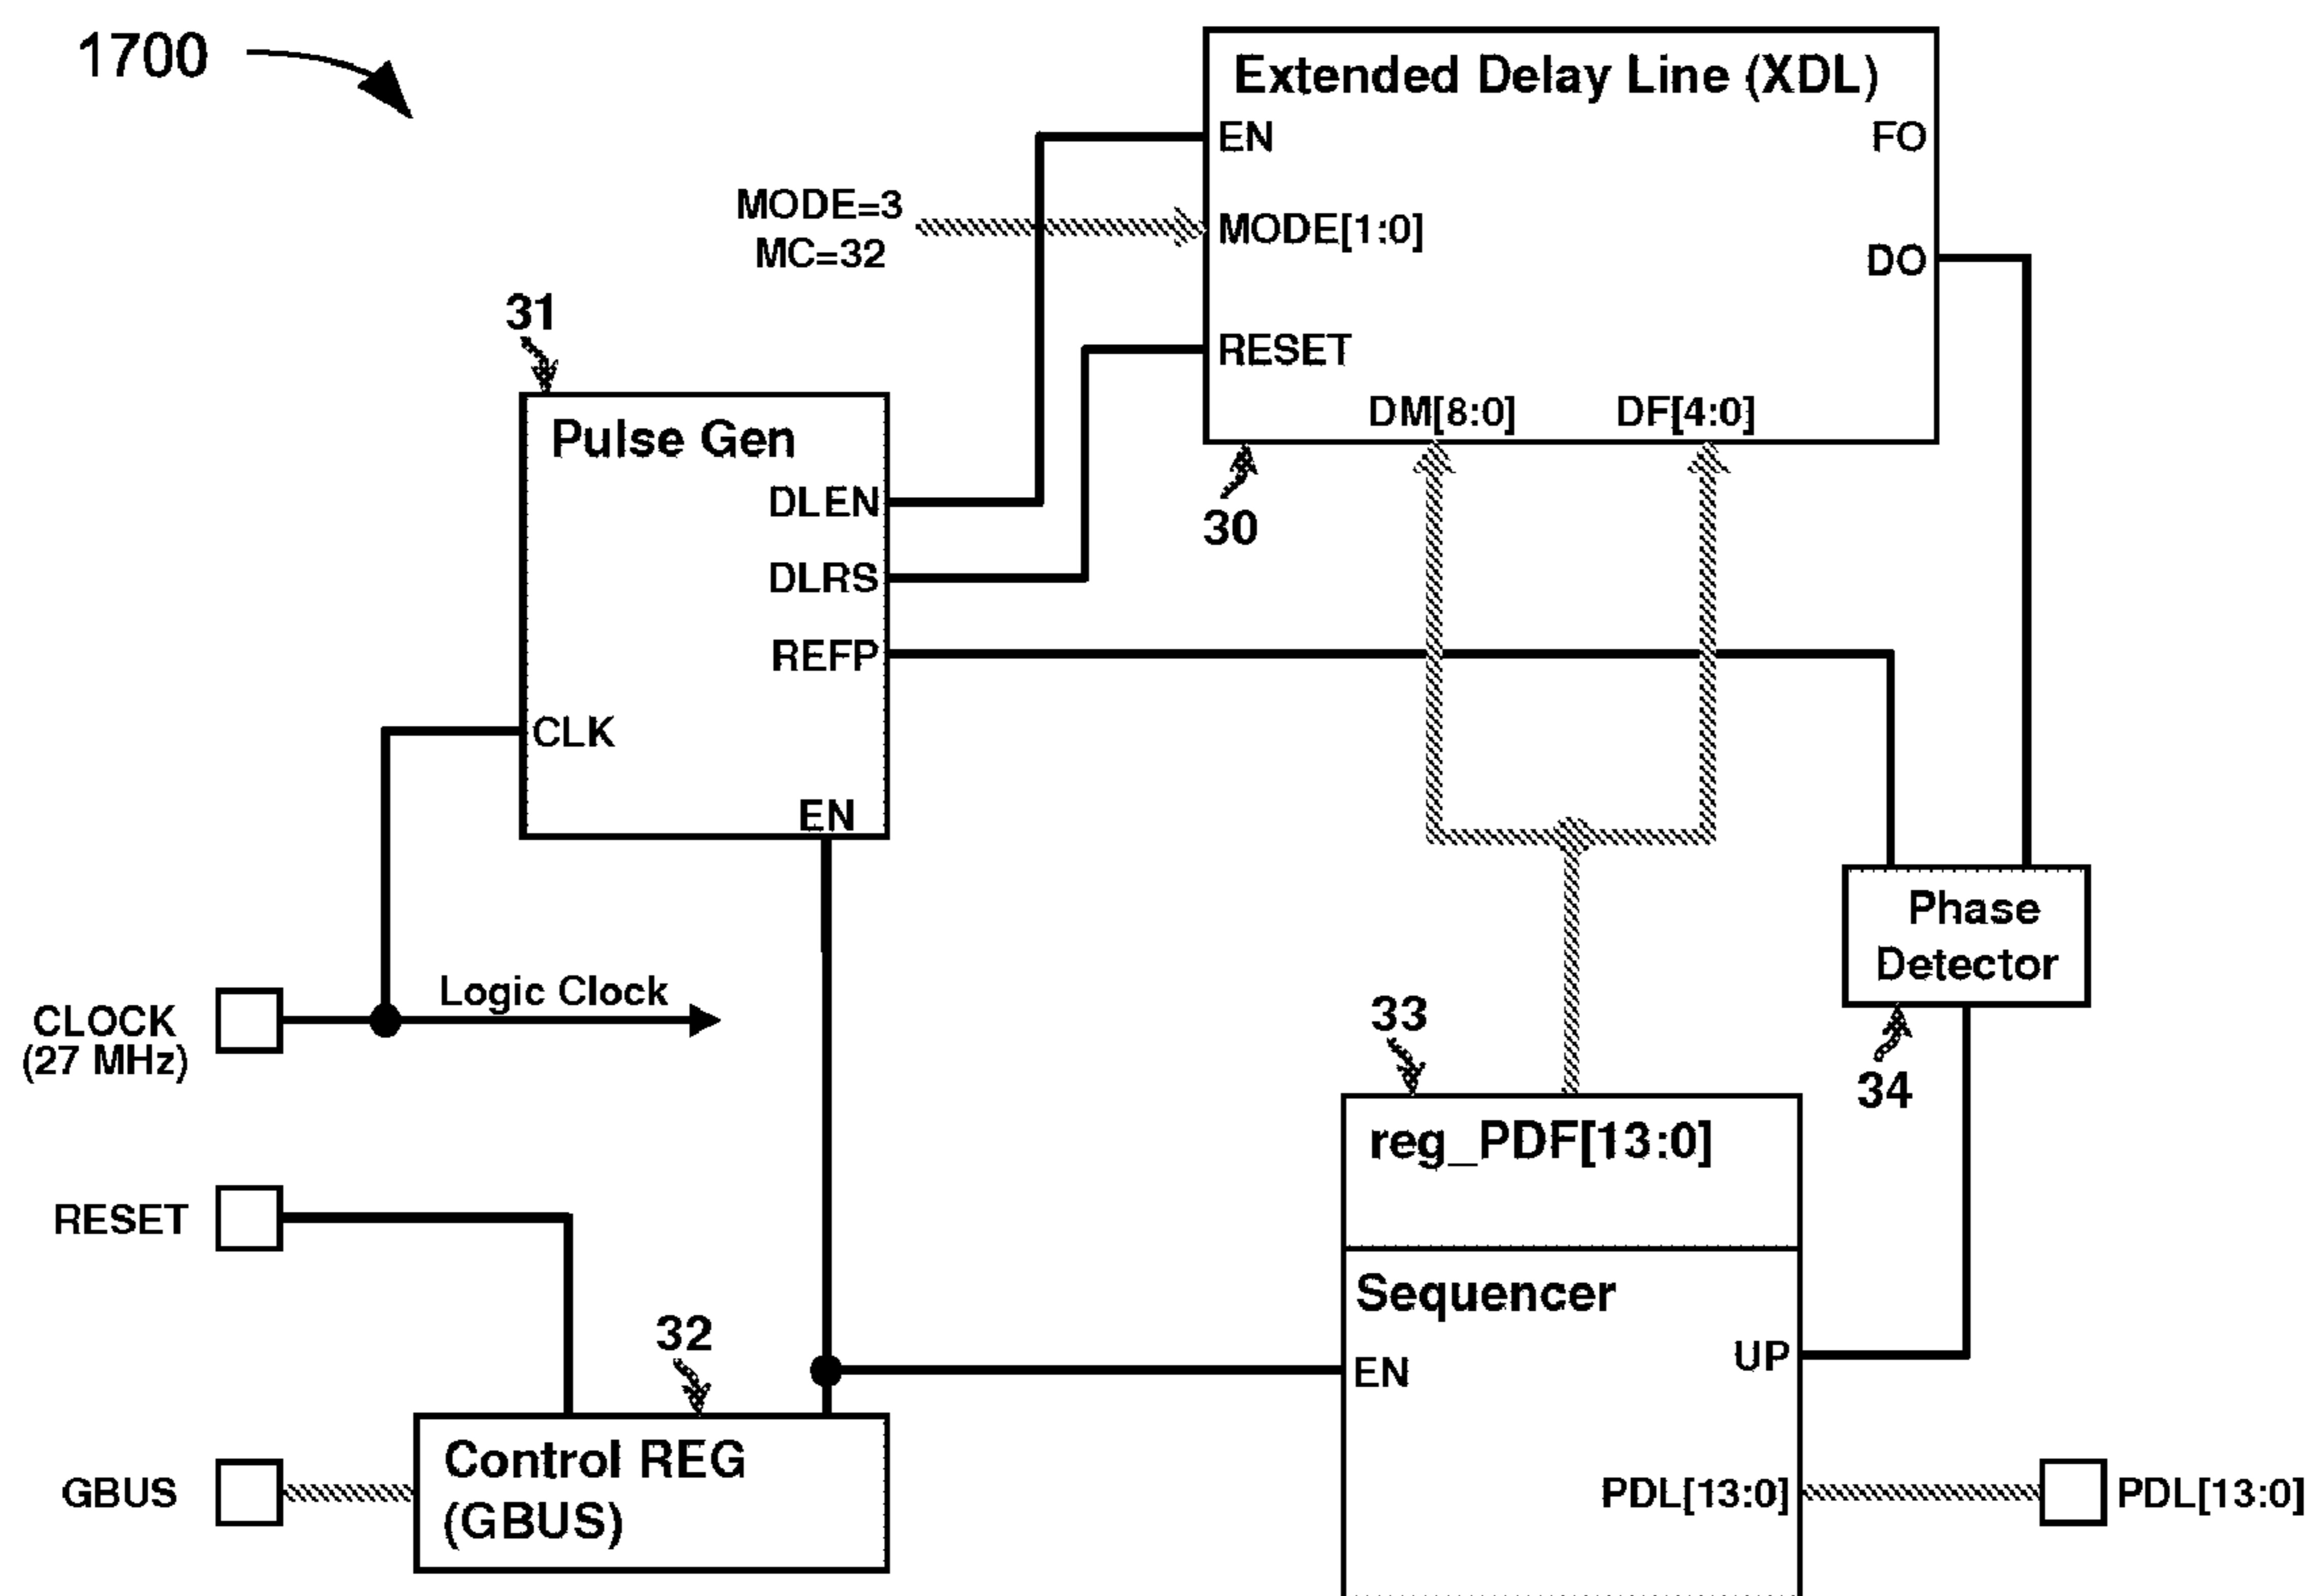 1700
Extended Delay Line (XDL)
EN
FO
MODE=3
MC=32
MODE[1:0]
DO
31
RESET
DM[8:0]
DF[4:0]
Pulse Gen
DLEN
30
DLRS
REFP
CLK
EN
Phase
Detector
Logic Clock
CLOCK
(27 MHz)
33
34
reg_PDF[13:0]
RESET
Sequencer
32
UP
EN
Control REG
(GBUS)
GBUS
PDL[13:0]
PDL[13:0]